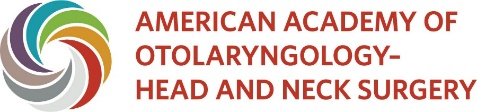 AMERICAN ACADEMY OF
OTOLARYNGOLOGY–
HEAD AND NECK SURGERY